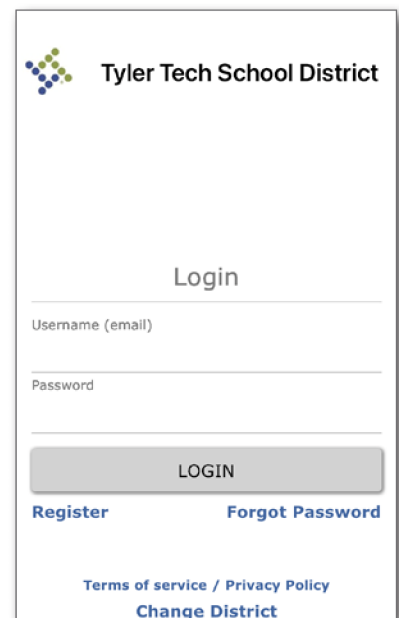 Tyler Tech School District
Login
Username (email)
Password
LOGIN
Register Forgot Password
Terms of service / Privacy Policy
Change District